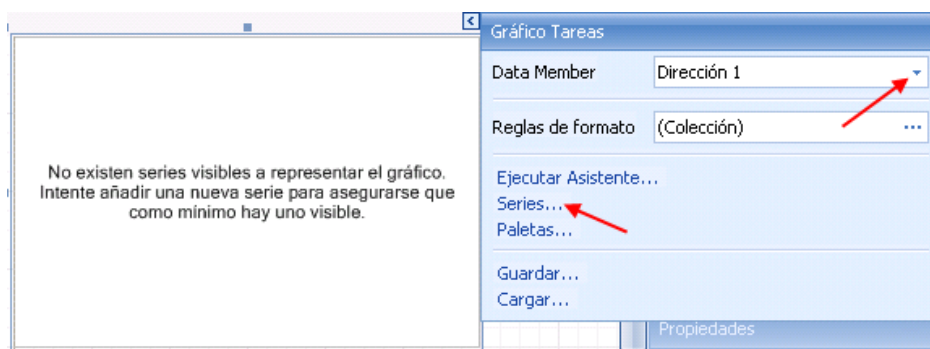 Gráfico Tareas
Data Member Dirección 1
Reglas de formato (Colección)
No existen series visibles a representar el gráfico.
Intente añadir una nueva serie para asegurarse que
como mínimo hay uno visible.
Ejecutar Asistente...
Series...
Paletas...
Guardar...
Cargar...
Propiedades